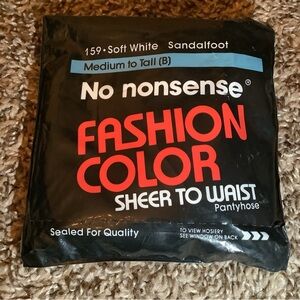 159•Soft White Sandalfoot
Medium to Tall (B)
No nonsense®
FASHION
COLOR
SHEER TO WAIST
Pantyhose
Sealed For Quality
TO VIEW HOSIERY
SEE WINDOW ON BACK